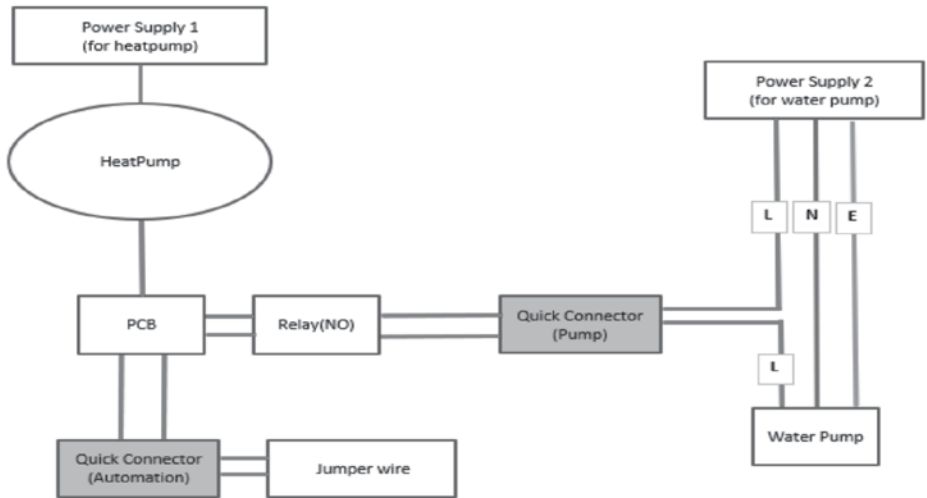 Power Supply 1
(for heatpump)
Power Supply 2
(for water pump)
HeatPump
L
N
E
PCB
Relay(NO)
Quick Connector
(Pump)
L
Water Pump
Quick Connector
(Automation)
Jumper wire